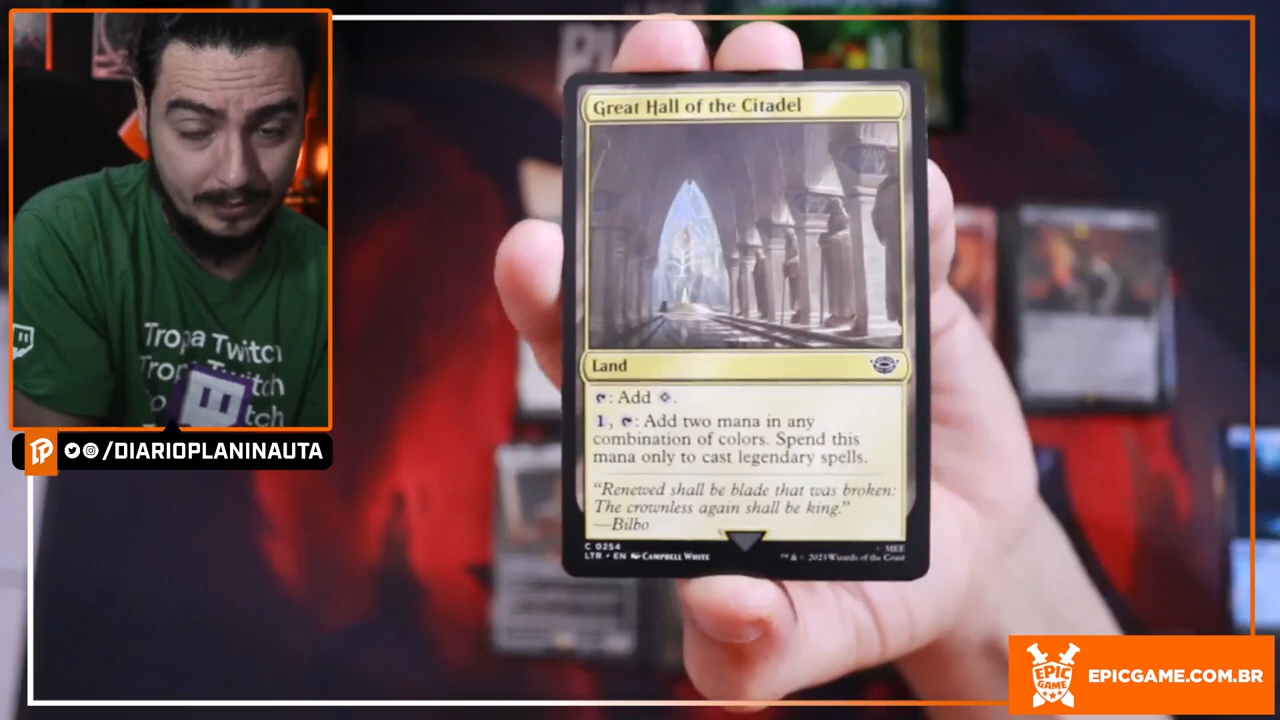 Great Hall of the Citadel
Land
: Add .
1, : Add two mana in any
combination of colors. Spend this
mana only to cast legendary spells.
“Renewed shall be blade that was broken:
The crownless again shall be king.”
—Bilbo
C 0254
LTR • EN CAMPBELL WHITE
© MEE
™ & © 2023 Wizards of the Coast
Tropa Twitch
/DIARIOPLANINAUTA
EPIC
GAME
EPICGAME.COM.BR